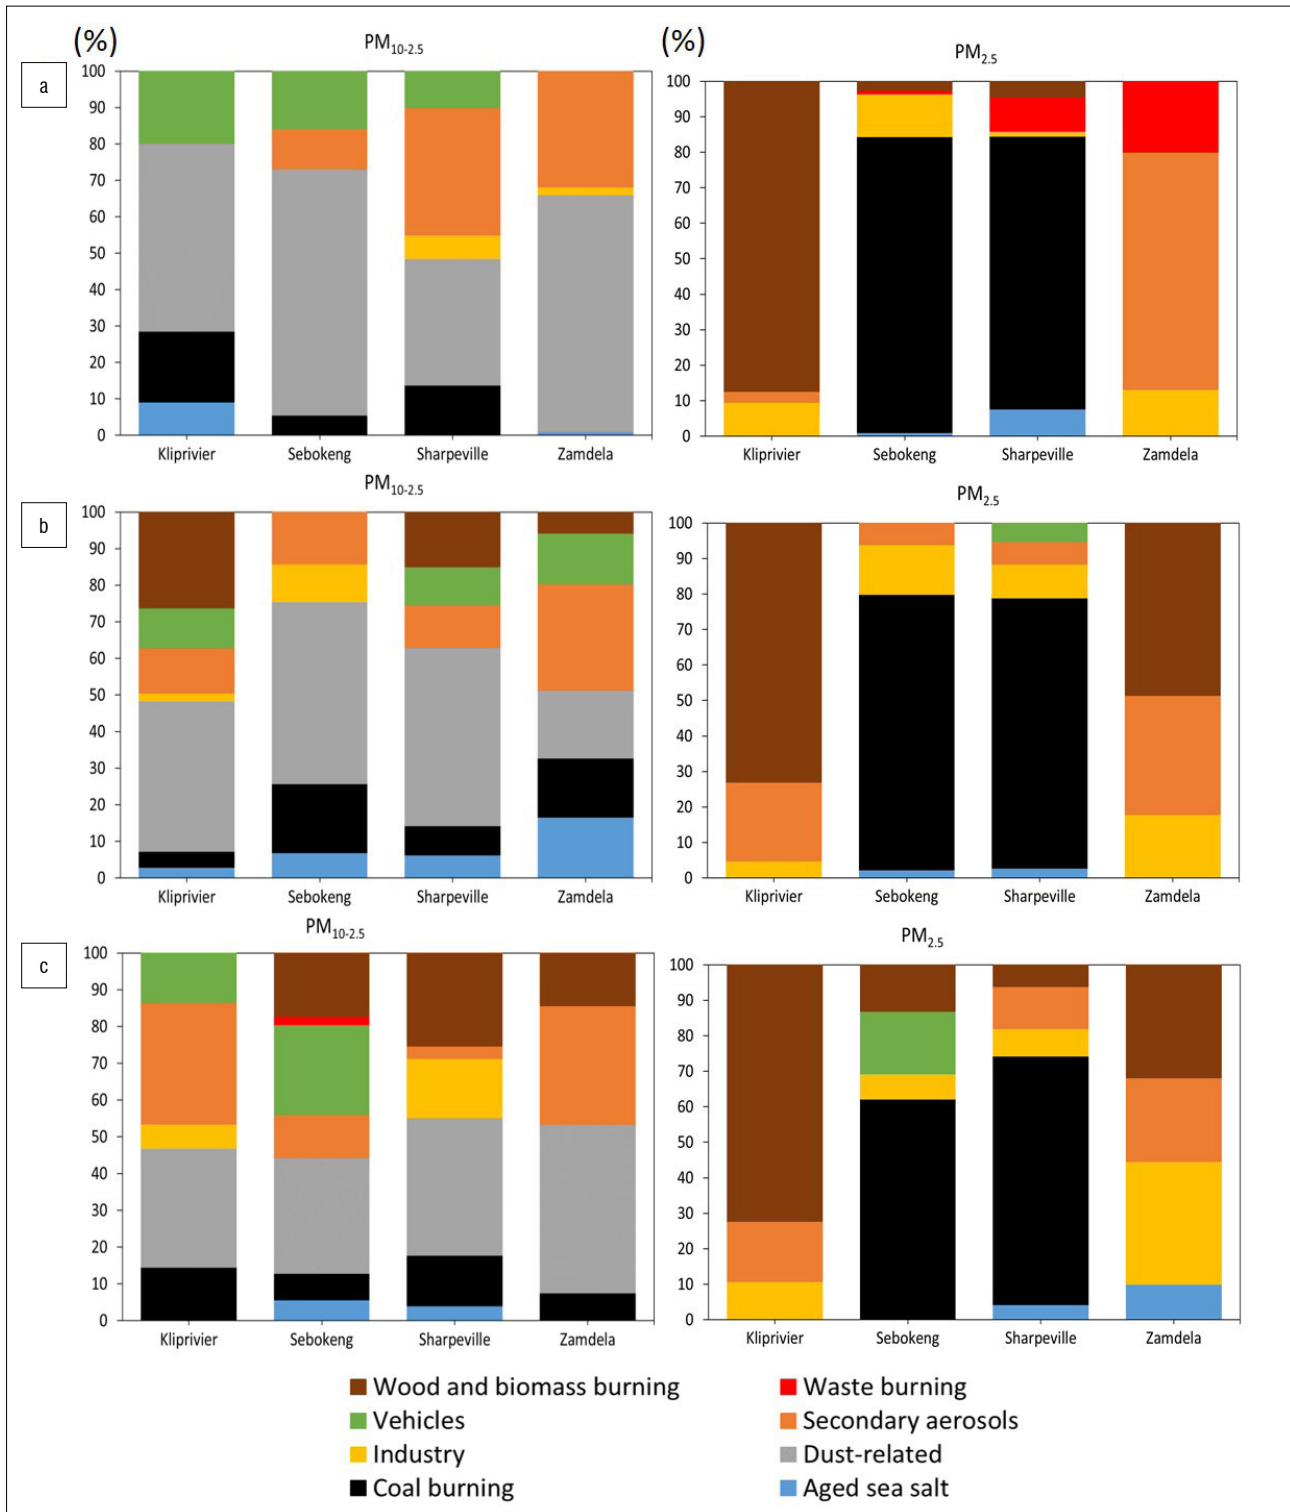 (%)
PM10-2.5
(%)
PM2.5
a
100
90
80
70
60
50
40
30
20
10
0
Kliprivier Sebokeng Sharpeville Zamdela
100
90
80
70
60
50
40
30
20
10
0
Kliprivier Sebokeng Sharpeville Zamdela
b
PM10-2.5
100
90
80
70
60
50
40
30
20
10
0
Kliprivier Sebokeng Sharpeville Zamdela
PM2.5
100
90
80
70
60
50
40
30
20
10
0
Kliprivier Sebokeng Sharpeville Zamdela
c
PM10-2.5
100
90
80
70
60
50
40
30
20
10
0
Kliprivier Sebokeng Sharpeville Zamdela
PM2.5
100
90
80
70
60
50
40
30
20
10
0
Kliprivier Sebokeng Sharpeville Zamdela
Wood and biomass burning
Waste burning
Vehicles
Secondary aerosols
Industry
Dust-related
Coal burning
Aged sea salt